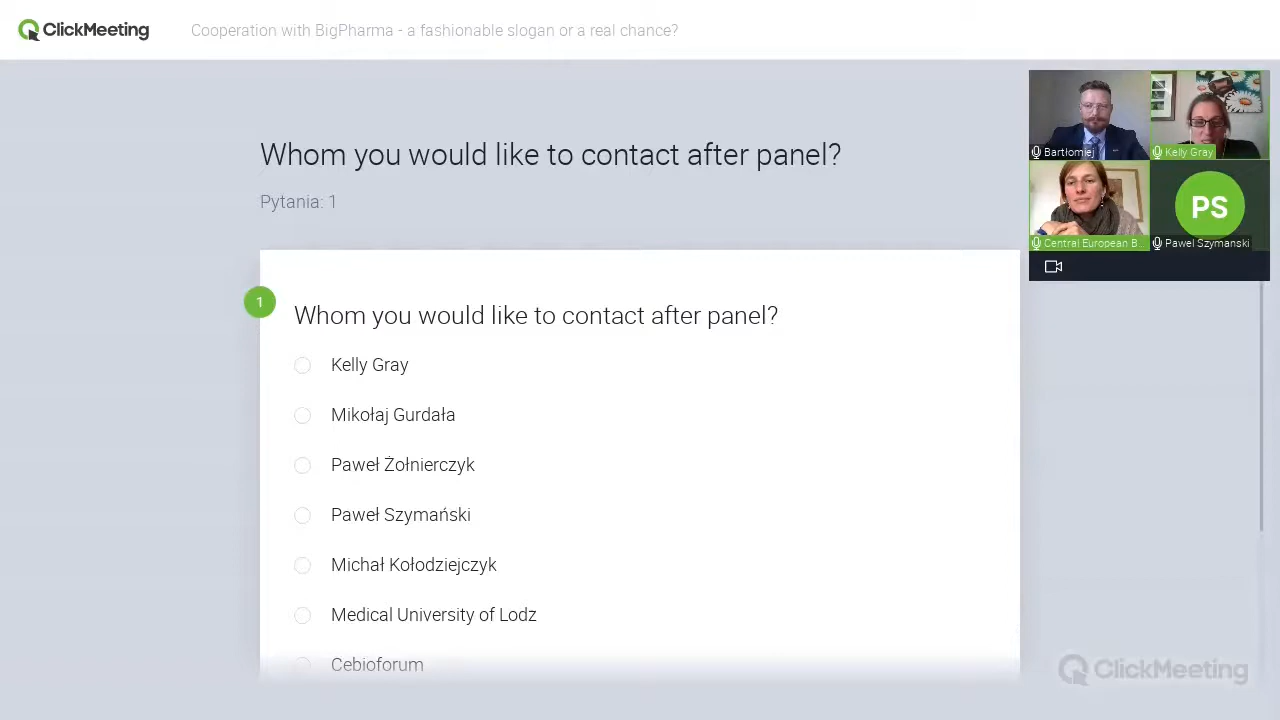 ClickMeeting
Cooperation with BigPharma - a fashionable slogan or a real chance?
Bartłomiej
Kelly Gray
Central European B...
PS
Pawel Szymanski
Whom you would like to contact after panel?
Pytania: 1
1
Whom you would like to contact after panel?
Kelly Gray
Mikołaj Gurdała
Paweł Żołnierczyk
Paweł Szymański
Michał Kołodziejczyk
Medical University of Lodz
Cebioforum
ClickMeeting